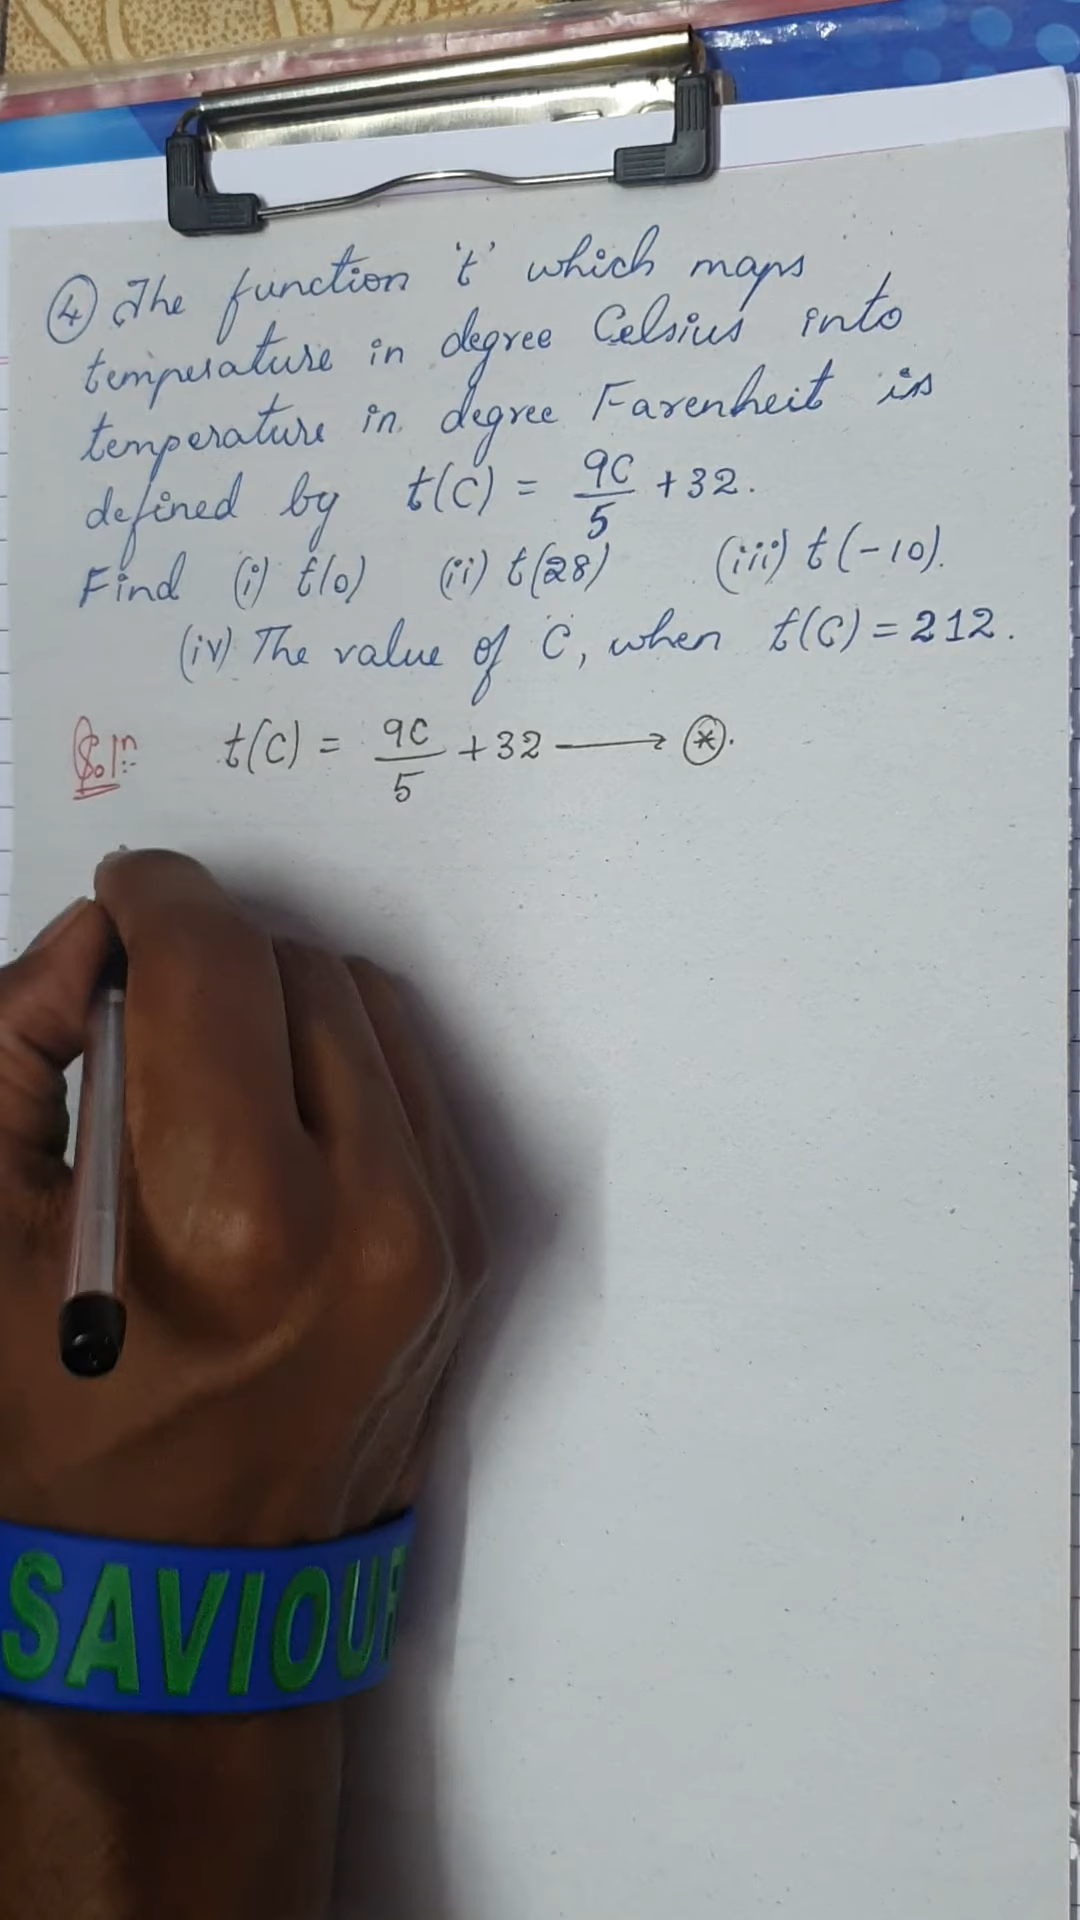 ④ The function 't' which maps
temperature in degree Celsius into
temperature in degree Farenheit is
defined by t(C) = 9C/5 + 32.
Find (i) t(0) (ii) t(28) (iii) t(-10).
(iv) The value of C, when t(C) = 212.
Soln:- t(C) = 9C/5 + 32 ⟶ ⊛.
SAVIOUR